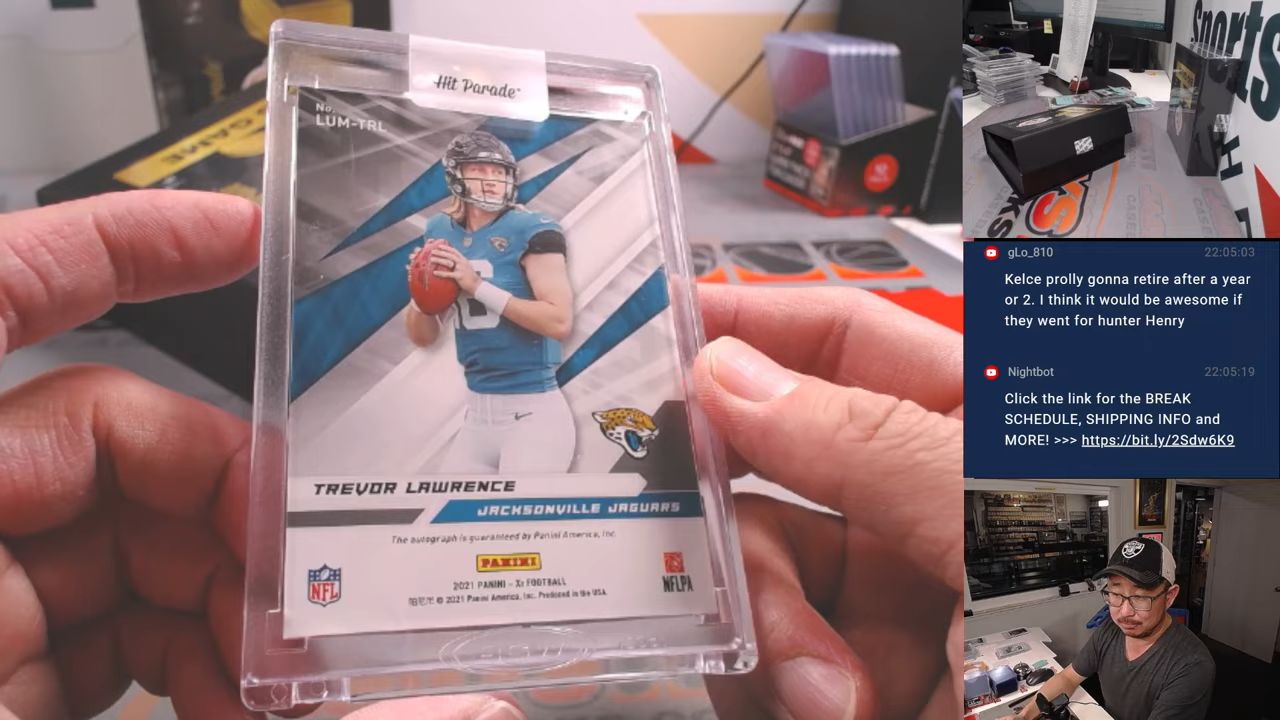 Hit Parade
No.
LUM-TRL
TREVOR LAWRENCE
JACKSONVILLE JAGUARS
The autograph is guaranteed by Panini America, Inc.
PANINI
2021 PANINI – Xr FOOTBALL
© 2021 Panini America, Inc. Produced in the USA.
NFL
NFLPA
GAME
sports
gLo_810 22:05:03
Kelce prolly gonna retire after a year
or 2. I think it would be awesome if
they went for hunter Henry
Nightbot 22:05:19
Click the link for the BREAK
SCHEDULE, SHIPPING INFO and
MORE! >>> https://bit.ly/2Sdw6K9